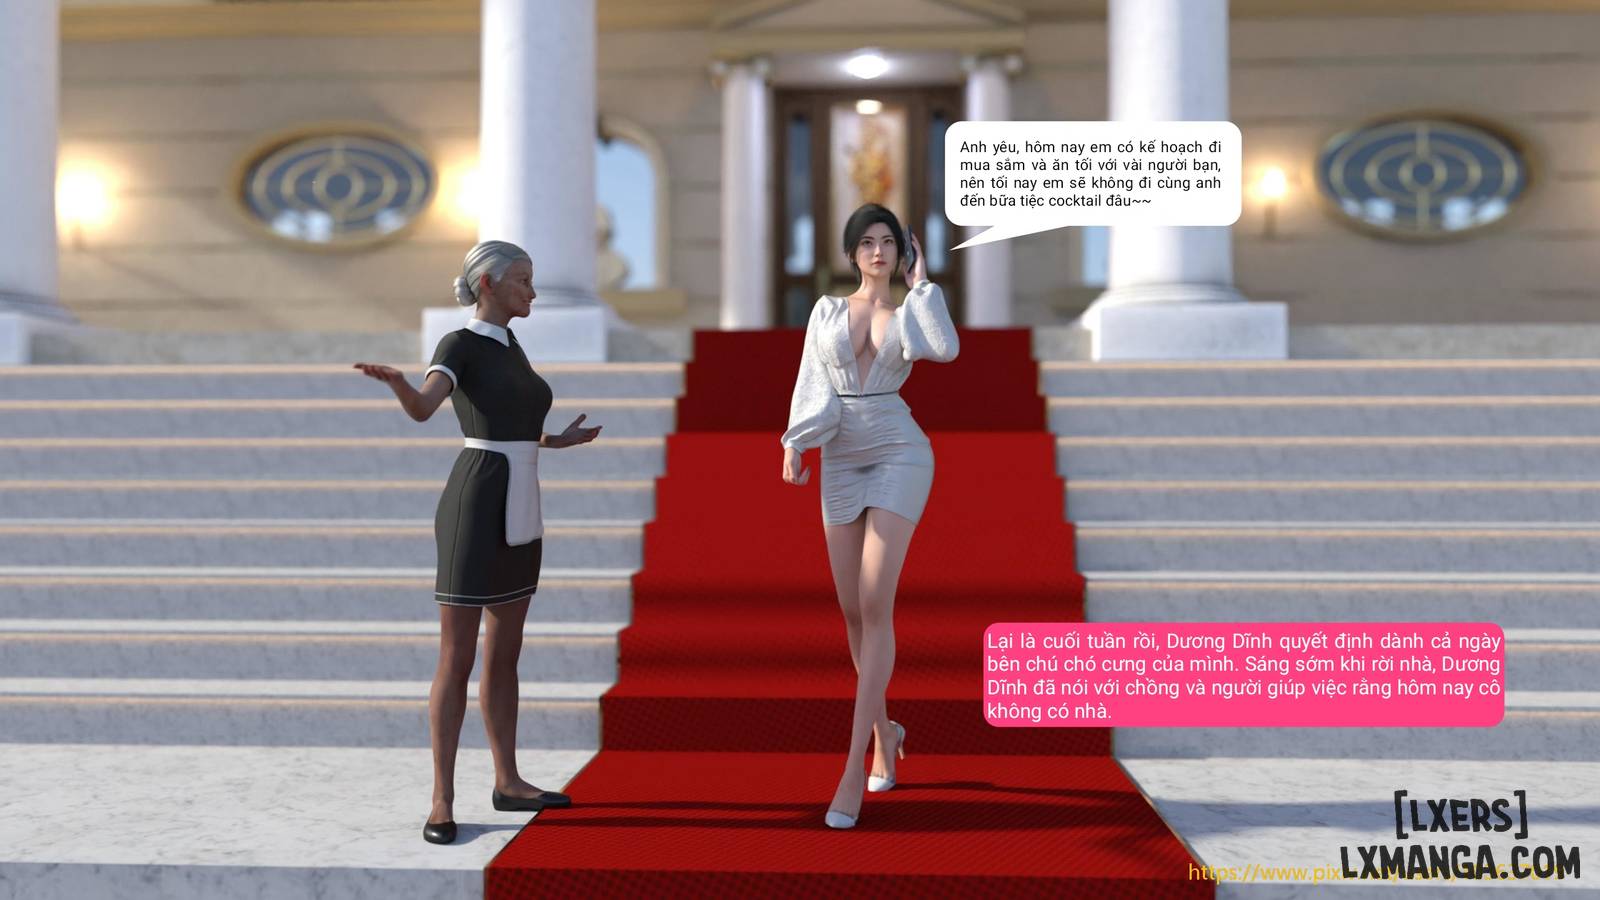 Anh yêu, hôm nay em có kế hoạch đi
mua sắm và ăn tối với vài người bạn,
nên tối nay em sẽ không đi cùng anh
đến bữa tiệc cocktail đâu~~
Lại là cuối tuần rồi, Dương Dĩnh quyết định dành cả ngày
bên chú chó cưng của mình. Sáng sớm khi rời nhà, Dương
Dĩnh đã nói với chồng và người giúp việc rằng hôm nay cô
không có nhà.
[LXERS]
LXMANGA.COM